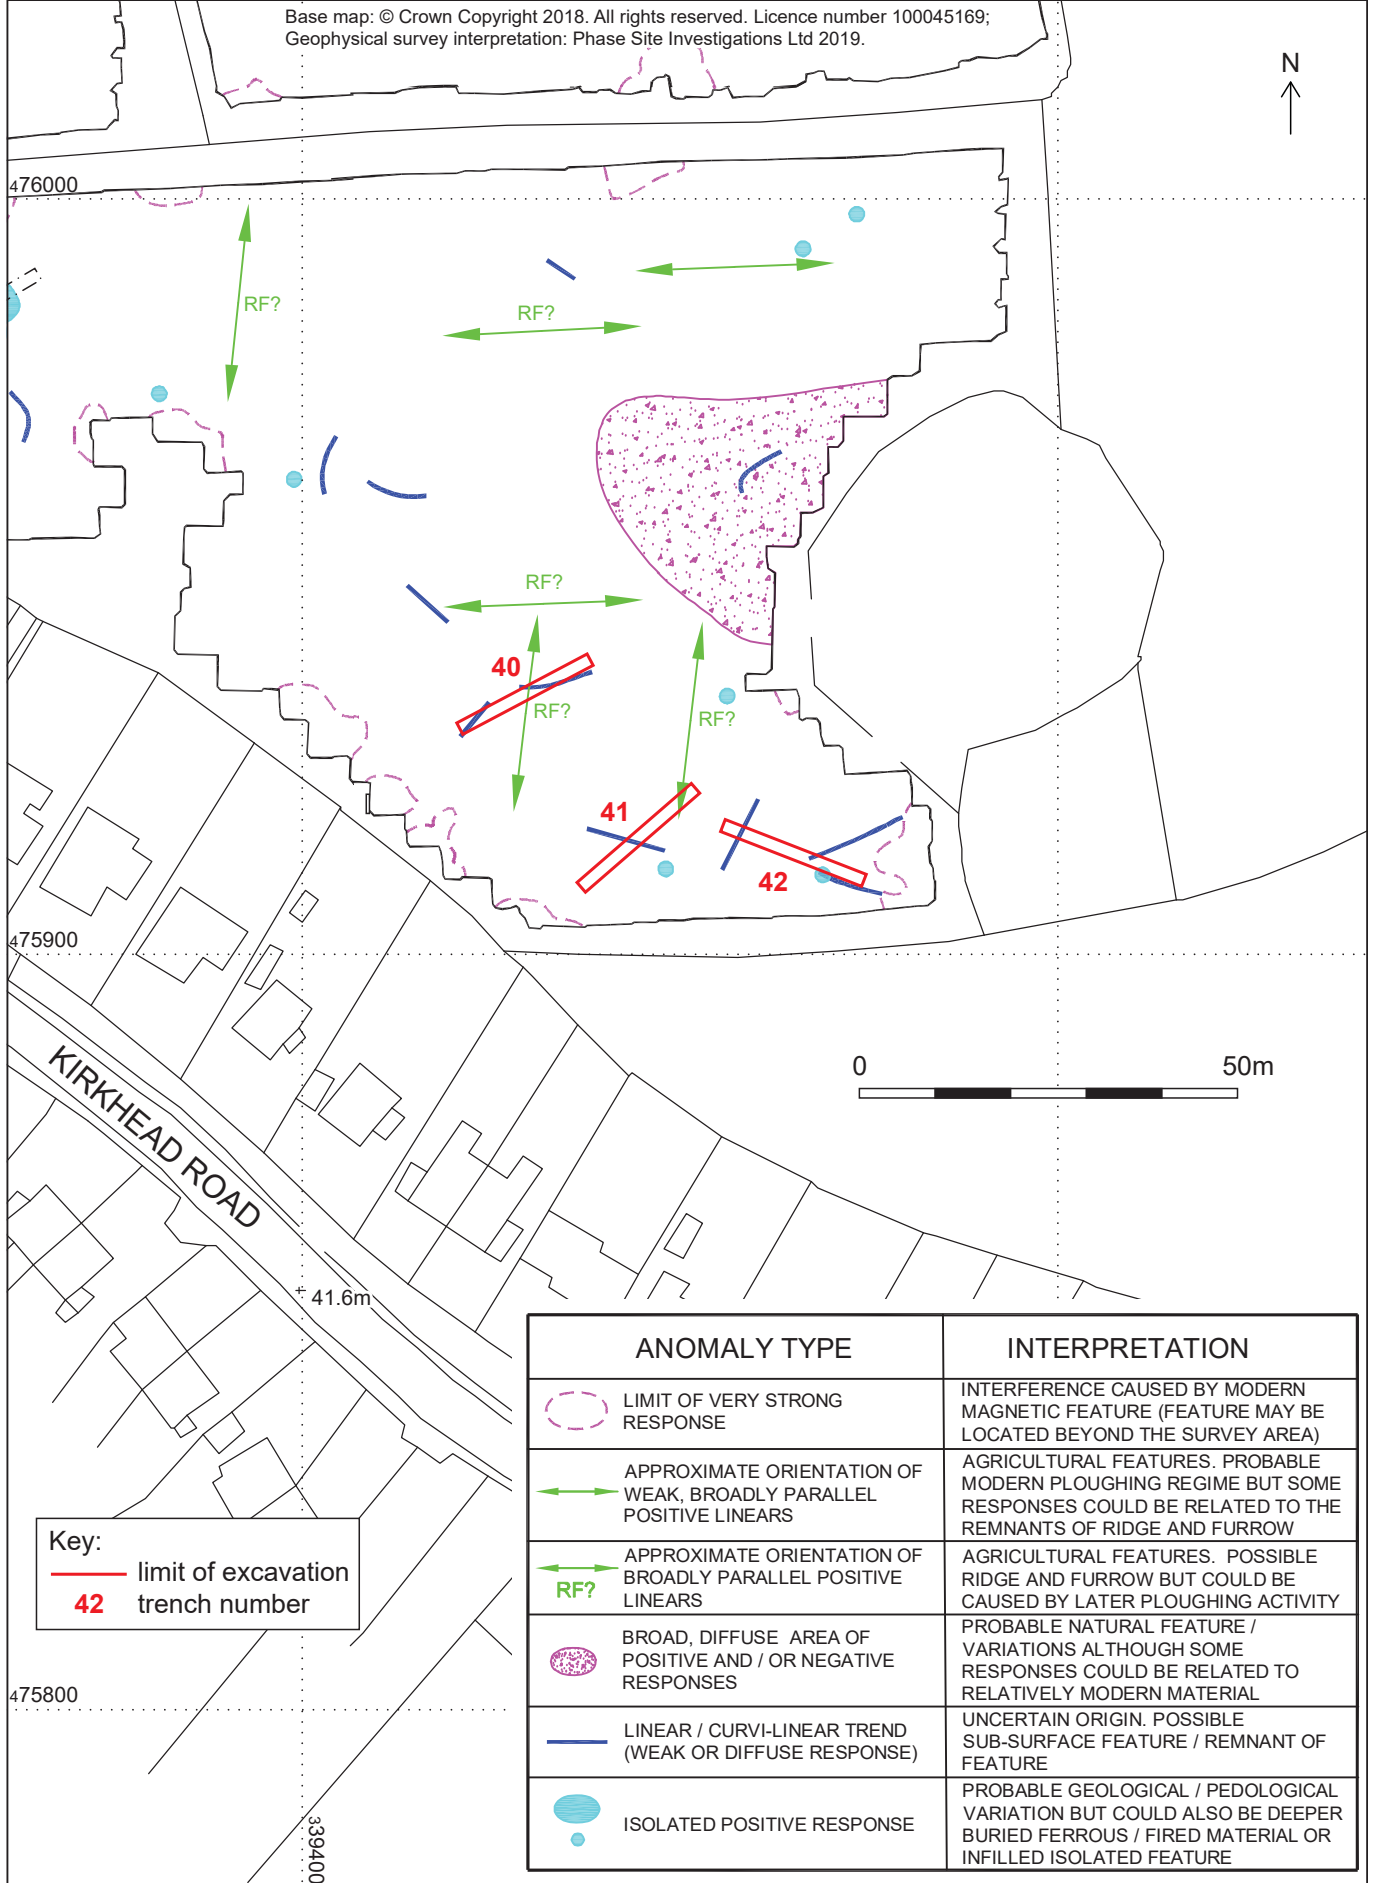 Base map: © Crown Copyright 2018. All rights reserved. Licence number 100045169;
Geophysical survey interpretation: Phase Site Investigations Ltd 2019.
N
476000
RF?
RF?
RF?
40
RF?
RF?
41
42
475900
0 50m
KIRKHEAD ROAD
41.6m
ANOMALY TYPE
INTERPRETATION
LIMIT OF VERY STRONG
RESPONSE
INTERFERENCE CAUSED BY MODERN
MAGNETIC FEATURE (FEATURE MAY BE
LOCATED BEYOND THE SURVEY AREA)
APPROXIMATE ORIENTATION OF
WEAK, BROADLY PARALLEL
POSITIVE LINEARS
AGRICULTURAL FEATURES. PROBABLE
MODERN PLOUGHING REGIME BUT SOME
RESPONSES COULD BE RELATED TO THE
REMNANTS OF RIDGE AND FURROW
RF?
APPROXIMATE ORIENTATION OF
BROADLY PARALLEL POSITIVE
LINEARS
AGRICULTURAL FEATURES. POSSIBLE
RIDGE AND FURROW BUT COULD BE
CAUSED BY LATER PLOUGHING ACTIVITY
BROAD, DIFFUSE AREA OF
POSITIVE AND / OR NEGATIVE
RESPONSES
PROBABLE NATURAL FEATURE /
VARIATIONS ALTHOUGH SOME
RESPONSES COULD BE RELATED TO
RELATIVELY MODERN MATERIAL
LINEAR / CURVI-LINEAR TREND
(WEAK OR DIFFUSE RESPONSE)
UNCERTAIN ORIGIN. POSSIBLE
SUB-SURFACE FEATURE / REMNANT OF
FEATURE
ISOLATED POSITIVE RESPONSE
PROBABLE GEOLOGICAL / PEDOLOGICAL
VARIATION BUT COULD ALSO BE DEEPER
BURIED FERROUS / FIRED MATERIAL OR
INFILLED ISOLATED FEATURE
Key:
limit of excavation
42 trench number
475800
339400